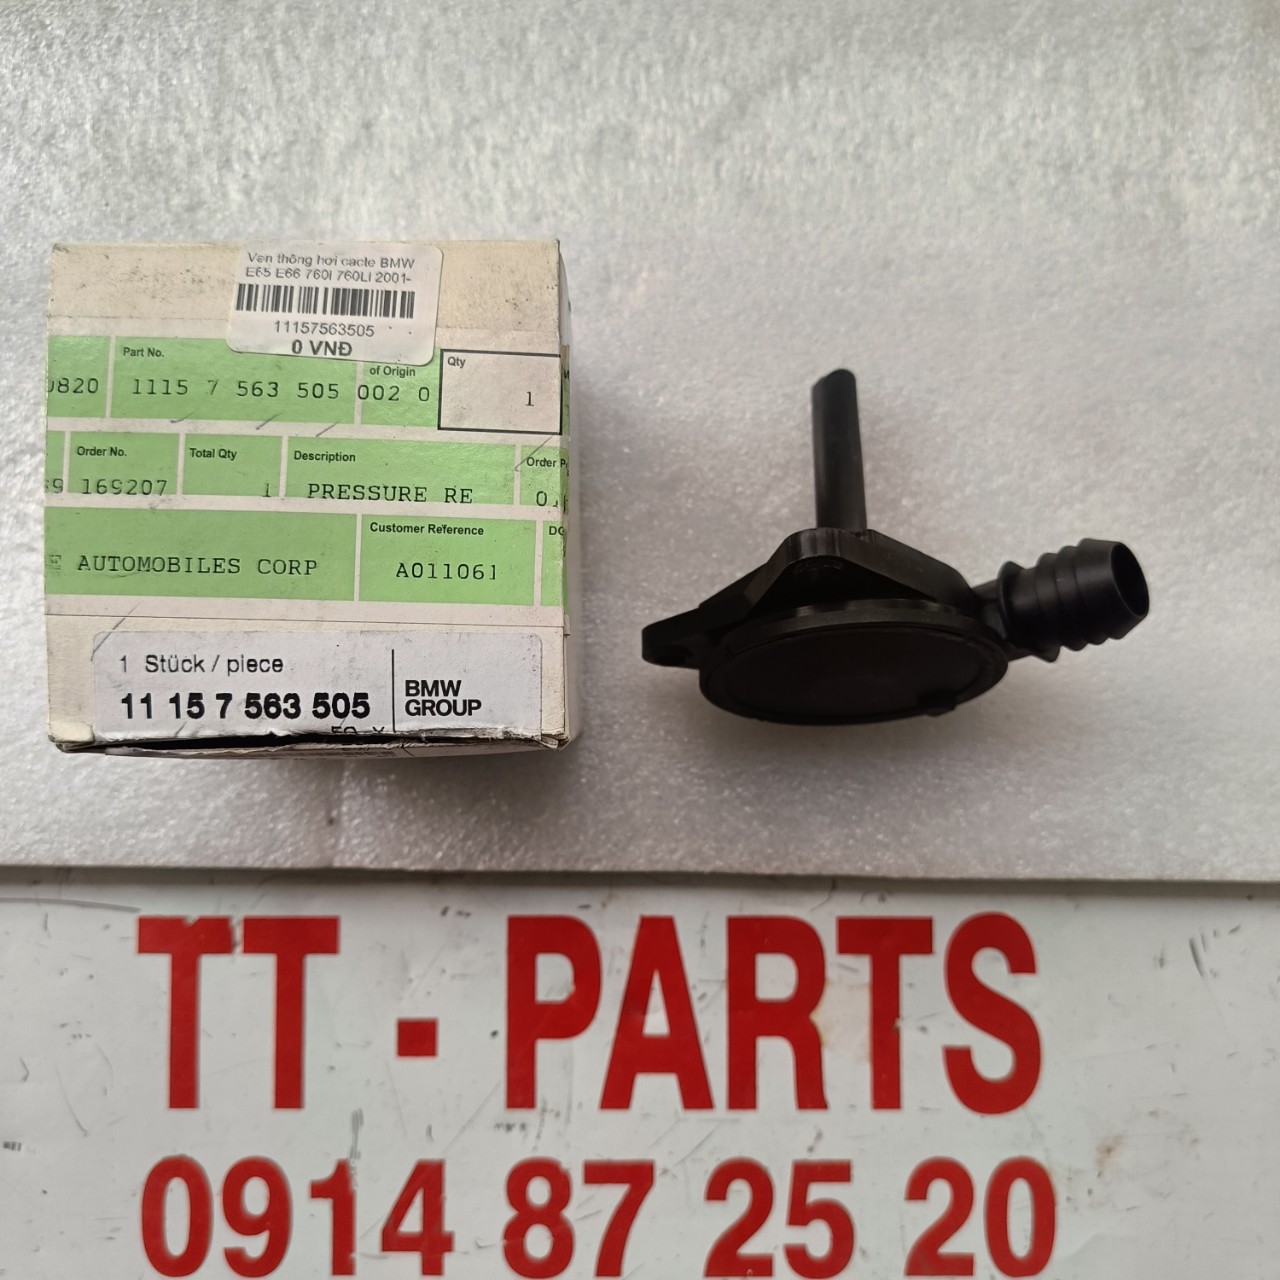 Van thông hơi cacte BMW
E65 E66 760I 760LI 2001-
11157563505
0 VNĐ
Part No.
of Origin
Qty
820 1115 7 563 505 002 0 1
Order No. Total Qty Description Order
169207 1 PRESSURE RE
Customer Reference
AUTOMOBILES CORP A011061
1 Stück / piece
11 15 7 563 505
BMW
GROUP
TT - PARTS
0914 87 25 20